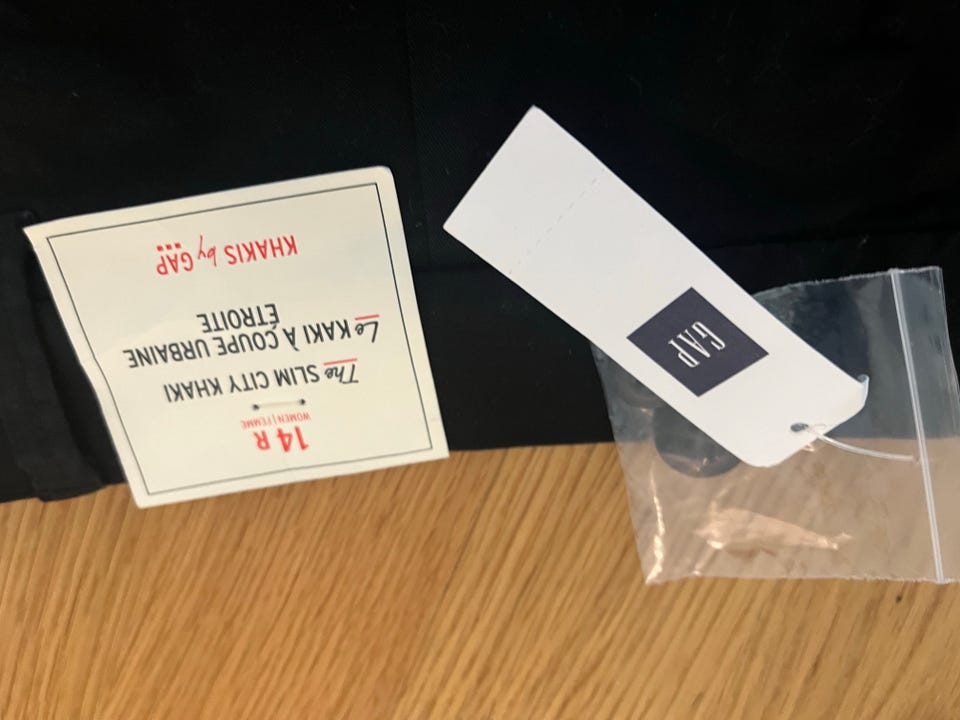 14 R
WOMEN | FEMME
The SLIM CITY KHAKI
Le KAKI À COUPE URBAINE
ÉTROITE
KHAKIS by GAP
GAP